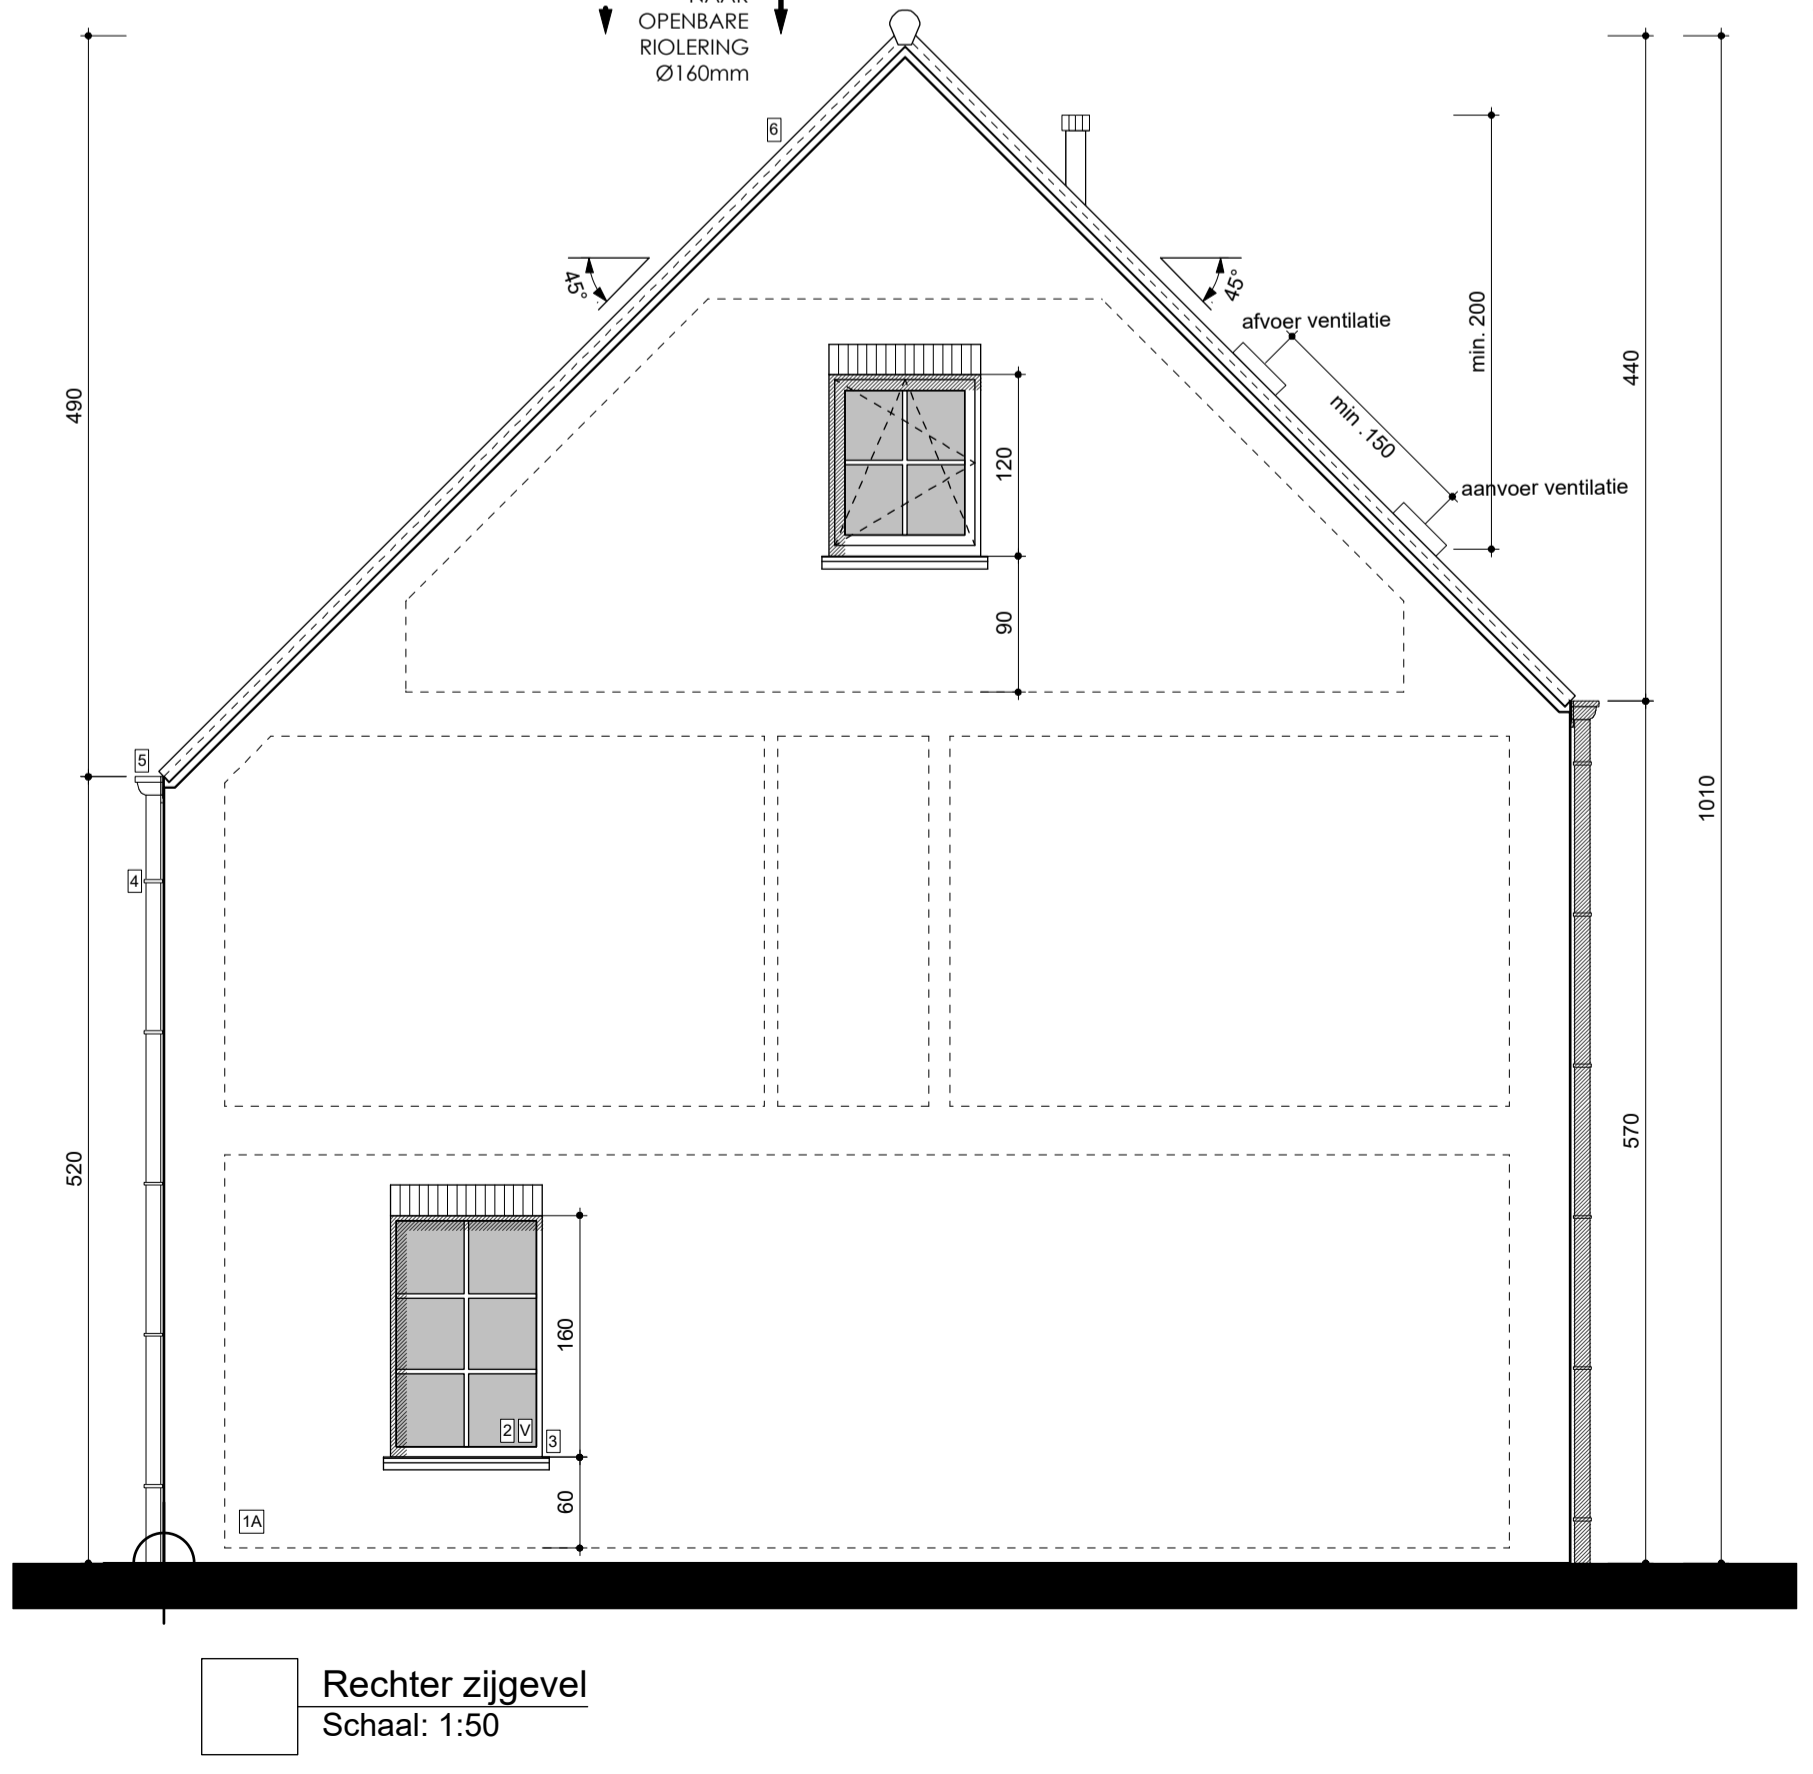 NAAR
OPENBARE
RIOLERING
Ø160mm
6
45°
45°
afvoer ventilatie
min. 200
440
490
min. 150
120
aanvoer ventilatie
90
5
1010
4
570
520
160
2 V
3
60
1A
Rechter zijgevel
Schaal: 1:50